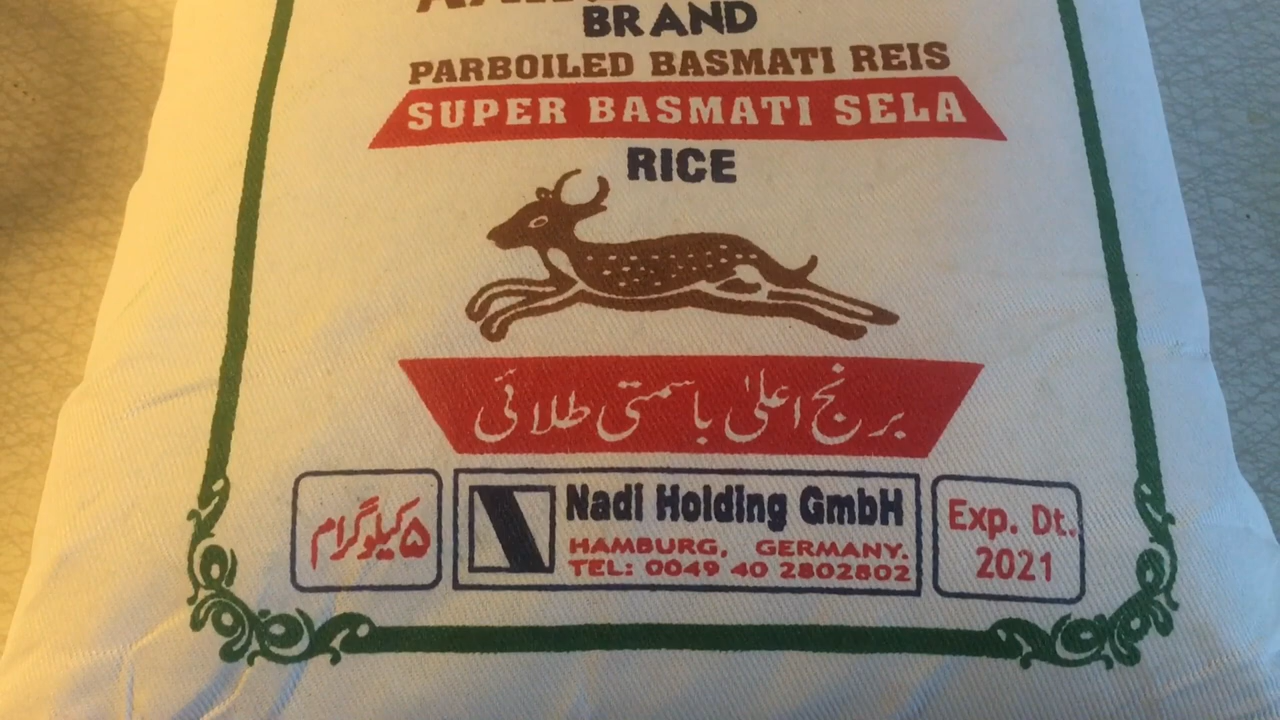 BRAND
PARBOILED BASMATI REIS
SUPER BASMATI SELA
RICE
برنج اعلیٰ باسمتی طلائی
۵ کیلوگرام
Nadi Holding GmbH
HAMBURG, GERMANY.
TEL: 0049 40 2802802
Exp. Dt.
2021